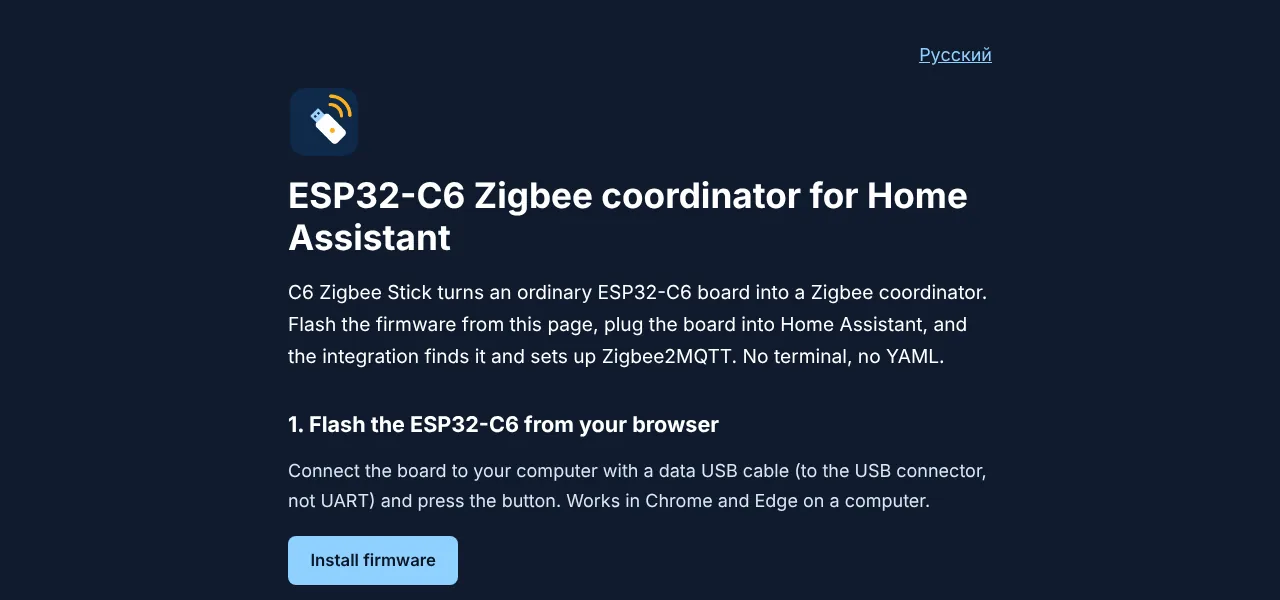 Русский
ESP32-C6 Zigbee coordinator for Home
Assistant
C6 Zigbee Stick turns an ordinary ESP32-C6 board into a Zigbee coordinator.
Flash the firmware from this page, plug the board into Home Assistant, and
the integration finds it and sets up Zigbee2MQTT. No terminal, no YAML.
1. Flash the ESP32-C6 from your browser
Connect the board to your computer with a data USB cable (to the USB connector,
not UART) and press the button. Works in Chrome and Edge on a computer.
Install firmware